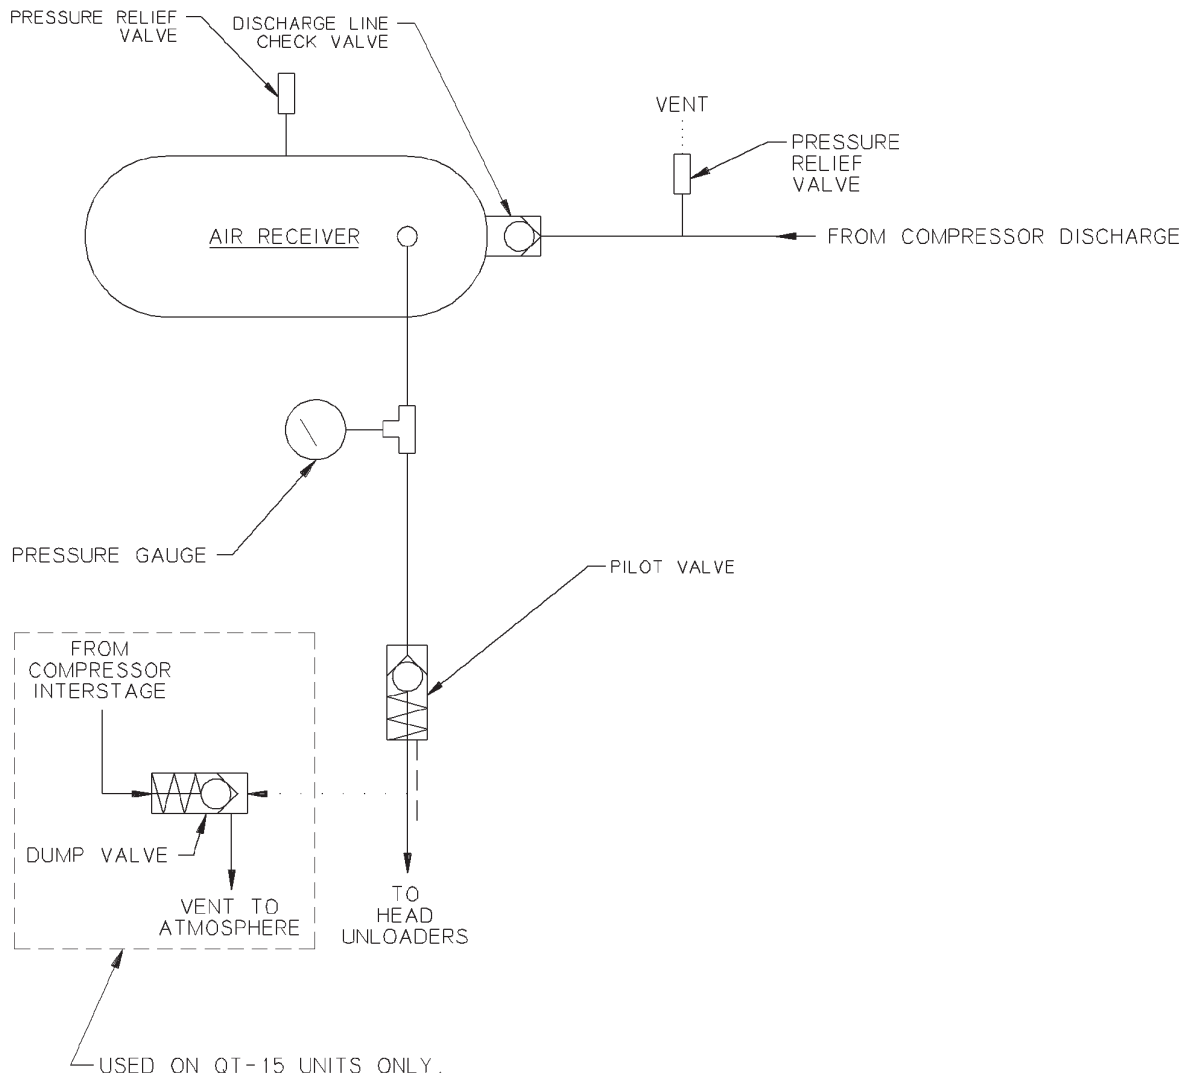 PRESSURE RELIEF
VALVE
DISCHARGE LINE
CHECK VALVE
VENT
PRESSURE
RELIEF
VALVE
AIR RECEIVER
FROM COMPRESSOR DISCHARGE
PRESSURE GAUGE
PILOT VALVE
FROM
COMPRESSOR
INTERSTAGE
DUMP VALVE
VENT TO
ATMOSPHERE
TO
HEAD
UNLOADERS
USED ON QT-15 UNITS ONLY.